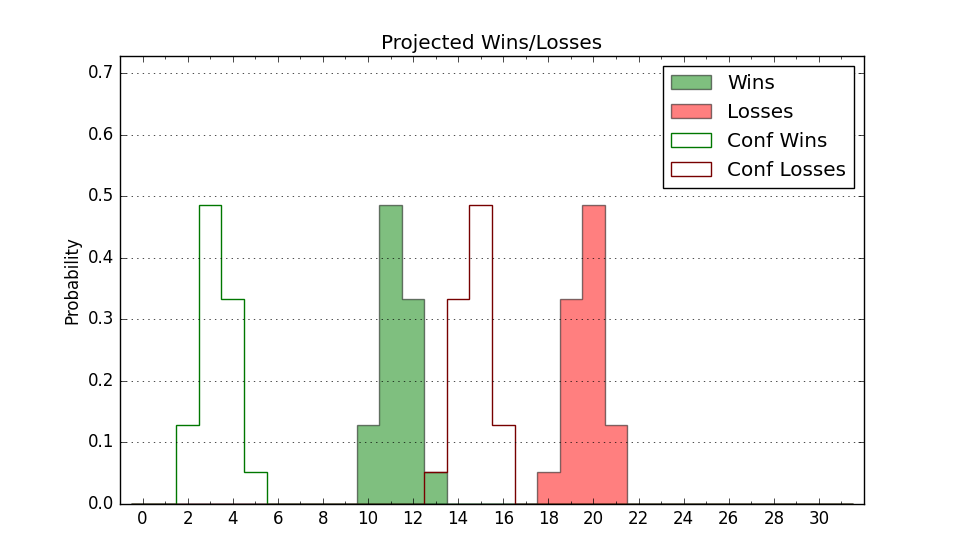 Projected Wins/Losses
Wins
Losses
Conf Wins
Conf Losses
Probability
0.7
0.6
0.5
0.4
0.3
0.2
0.1
0.0
0 2 4 6 8 10 12 14 16 18 20 22 24 26 28 30